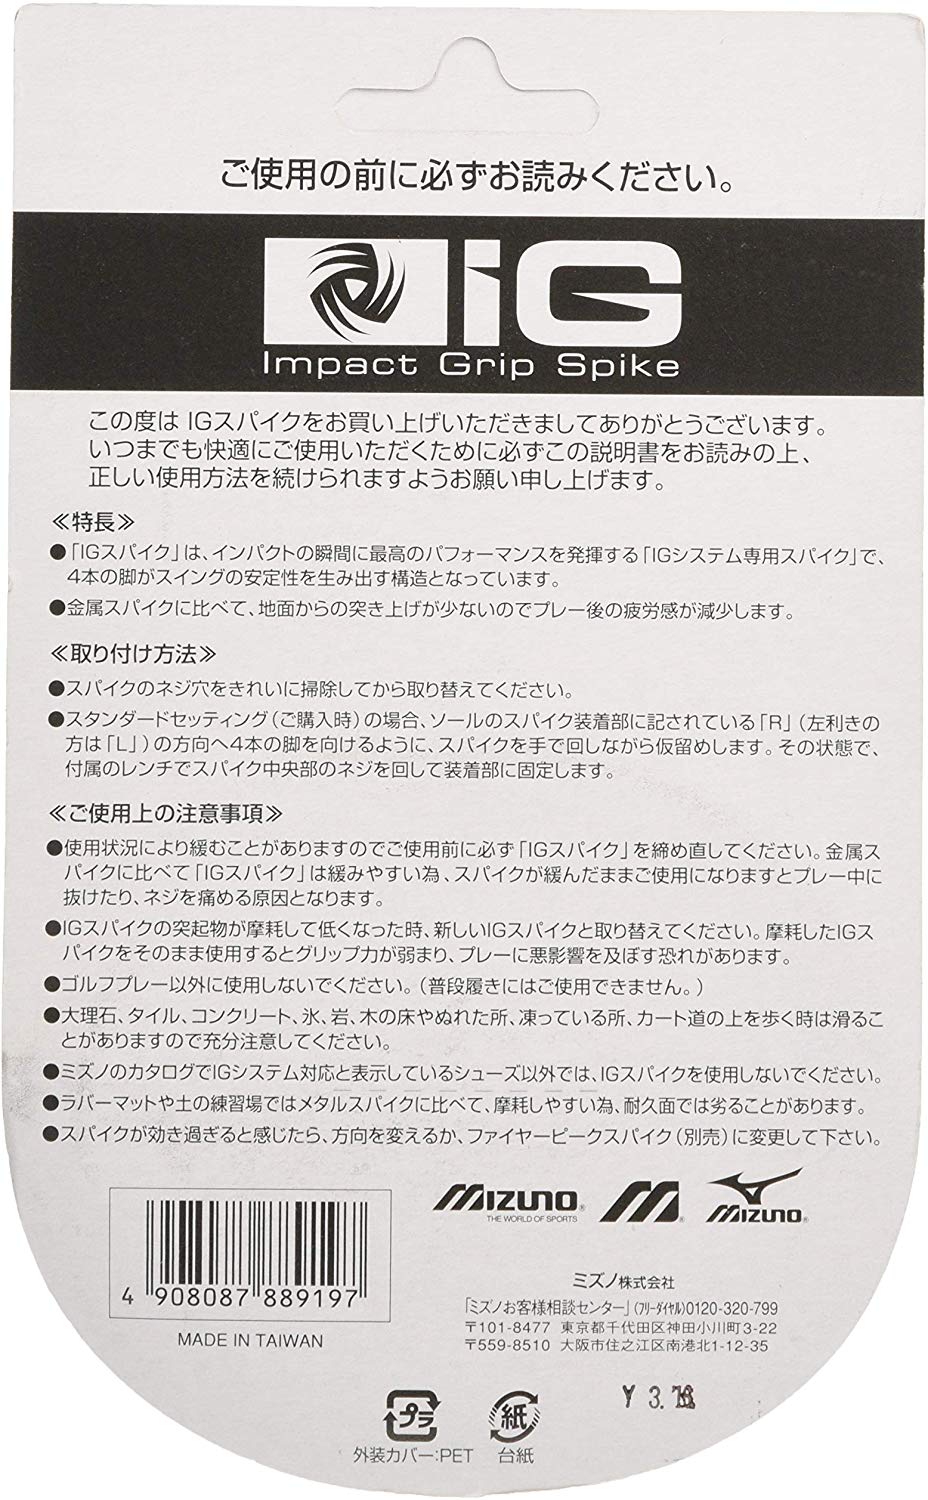 ご使用の前に必ずお読みください。
iG
Impact Grip Spike
この度は IGスパイクをお買い上げいただきましてありがとうございます。
いつまでも快適にご使用いただくために必ずこの説明書をお読みの上、
正しい使用方法を続けられますようお願い申し上げます。
≪特長≫
●「IGスパイク」は、インパクトの瞬間に最高のパフォーマンスを発揮する「IGシステム専用スパイク」で、
4本の脚がスイングの安定性を生み出す構造となっています。
●金属スパイクに比べて、地面からの突き上げが少ないのでプレー後の疲労感が減少します。
≪取り付け方法≫
●スパイクのネジ穴をきれいに掃除してから取り替えてください。
●スタンダードセッティング（ご購入時）の場合、ソールのスパイク装着部に記されている「R」（左利きの
方は「L」）の方向へ4本の脚を向けるように、スパイクを手で回しながら仮留めします。その状態で、
付属のレンチでスパイク中央部のネジを回して装着部に固定します。
≪ご使用上の注意事項≫
●使用状況により緩むことがありますのでご使用前に必ず「IGスパイク」を締め直してください。金属ス
パイクに比べて「IGスパイク」は緩みやすい為、スパイクが緩んだままご使用になりますとプレー中に
抜けたり、ネジを痛める原因となります。
●IGスパイクの突起物が摩耗して低くなった時、新しいIGスパイクと取り替えてください。摩耗したIGス
パイクをそのまま使用するとグリップ力が弱まり、プレーに悪影響を及ぼす恐れがあります。
●ゴルフプレー以外に使用しないでください。（普段履きにはご使用できません。）
●大理石、タイル、コンクリート、氷、岩、木の床やぬれた所、凍っている所、カート道の上を歩く時は滑るこ
とがありますので充分注意してください。
●ミズノのカタログでIGシステム対応と表示しているシューズ以外では、IGスパイクを使用しないでください。
●ラバーマットや土の練習場ではメタルスパイクに比べて、摩耗しやすい為、耐久面では劣ることがあります。
●スパイクが効き過ぎると感じたら、方向を変えるか、ファイヤーピークスパイク（別売）に変更して下さい。
MIZUNO® M® MIZUNO®
THE WORLD OF SPORTS
4 908087 889197
MADE IN TAIWAN
ミズノ株式会社
「ミズノお客様相談センター」（フリーダイヤル）0120-320-799
〒101-8477 東京都千代田区神田小川町3-22
〒559-8510 大阪市住之江区南港北1-12-35
Y 3.
プラ 紙
外装カバー:PET 台紙